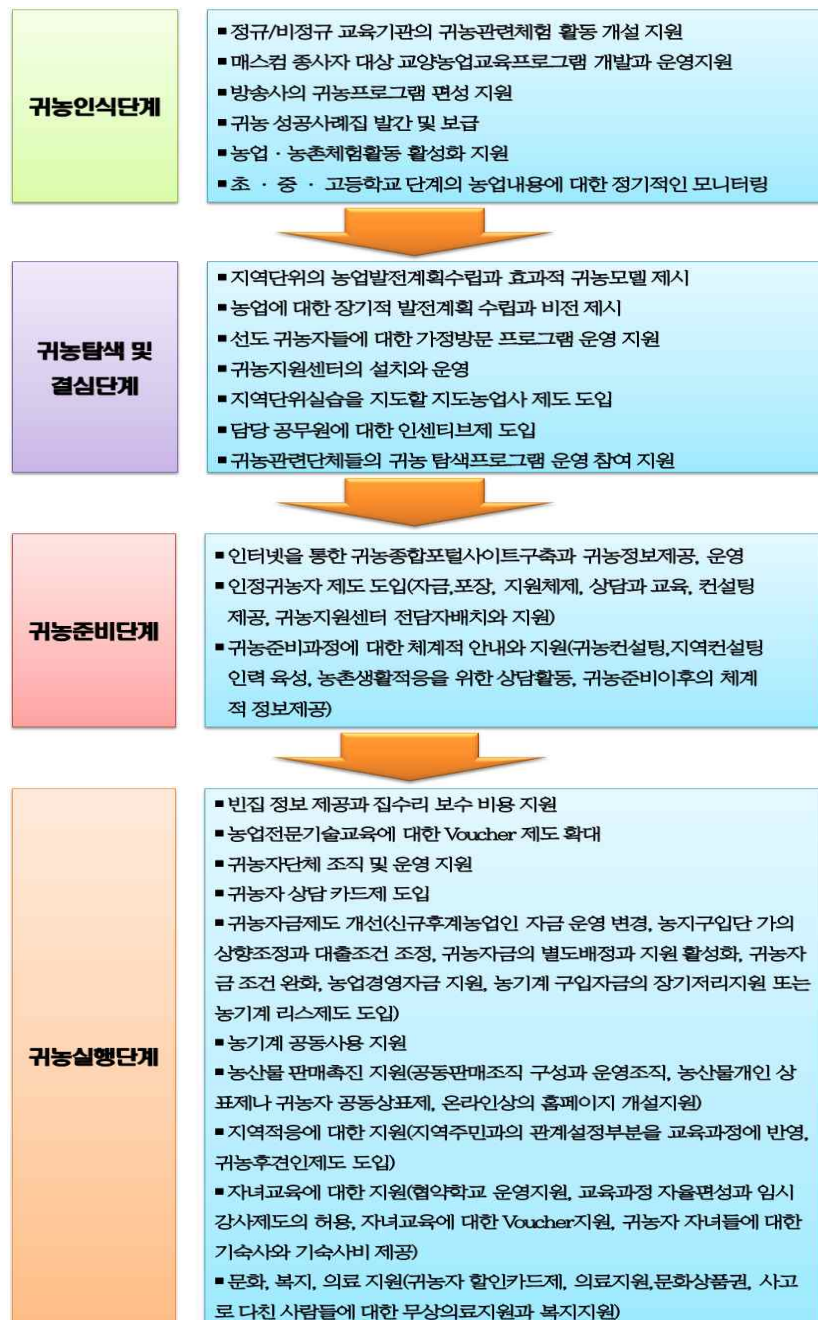 귀농인식단계
▪ 정규/비정규 교육기관의 귀농관련체험 활동 개설 지원
▪ 매스컴 종사자 대상 교양농업교육프로그램 개발과 운영지원
▪ 방송사의 귀농프로그램 편성 지원
▪ 귀농 성공사례집 발간 및 보급
▪ 농업 · 농촌체험활동 활성화 지원
▪ 초 · 중 · 고등학교 단계의 농업내용에 대한 정기적인 모니터링
귀농탐색 및
결심단계
▪ 지역단위의 농업발전계획수립과 효과적 귀농모델 제시
▪ 농업에 대한 장기적 발전계획 수립과 비전 제시
▪ 선도 귀농자들에 대한 가정방문 프로그램 운영 지원
▪ 귀농지원센터의 설치와 운영
▪ 지역단위실습을 지도할 지도농업사 제도 도입
▪ 담당 공무원에 대한 인센티브제 도입
▪ 귀농관련단체들의 귀농 탐색프로그램 운영 참여 지원
귀농준비단계
▪ 인터넷을 통한 귀농종합포털사이트구축과 귀농정보제공, 운영
▪ 인정귀농자 제도 도입(자금,포장, 지원체제, 상담과 교육, 컨설팅
제공, 귀농지원센터 전담자배치와 지원)
▪ 귀농준비과정에 대한 체계적 안내와 지원(귀농컨설팅,지역컨설팅
인력 육성, 농촌생활적응을 위한 상담활동, 귀농준비이후의 체계
적 정보제공)
귀농실행단계
▪ 빈집 정보 제공과 집수리 보수 비용 지원
▪ 농업전문기술교육에 대한 Voucher 제도 확대
▪ 귀농자단체 조직 및 운영 지원
▪ 귀농자 상담 카드제 도입
▪ 귀농자금제도 개선(신규후계농업인 자금 운영 변경, 농지구입단 가의
상향조정과 대출조건 조정, 귀농자금의 별도배정과 지원 활성화, 귀농자
금 조건 완화, 농업경영자금 지원, 농기계 구입자금의 장기저리지원 또는
농기계 리스제도 도입)
▪ 농기계 공동사용 지원
▪ 농산물 판매촉진 지원(공동판매조직 구성과 운영조직, 농산물개인 상
표제나 귀농자 공동상표제, 온라인상의 홈페이지 개설지원)
▪ 지역적응에 대한 지원(지역주민과의 관계설정부분을 교육과정에 반영,
귀농후견인제도 도입)
▪ 자녀교육에 대한 지원(협약학교 운영지원, 교육과정 자율편성과 임시
강사제도의 허용, 자녀교육에 대한 Voucher지원, 귀농자 자녀들에 대한
기숙사와 기숙사비 제공)
▪ 문화, 복지, 의료 지원(귀농자 할인카드제, 의료지원,문화상품권, 사고
로 다친 사람들에 대한 무상의료지원과 복지지원)